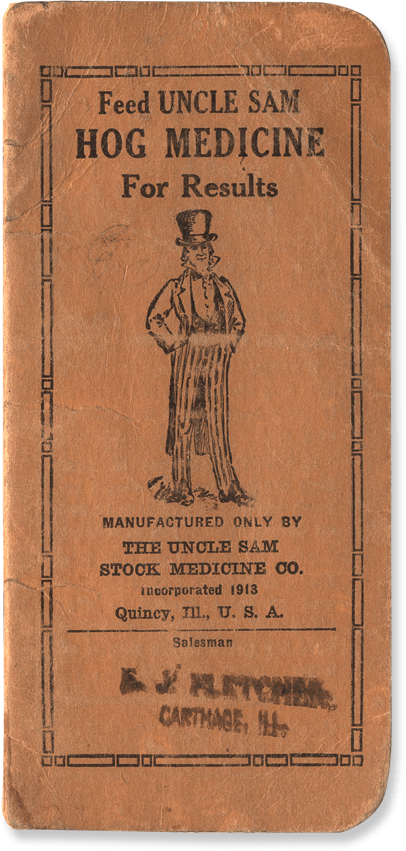 Feed UNCLE SAM
HOG MEDICINE
For Results
MANUFACTURED ONLY BY
THE UNCLE SAM
STOCK MEDICINE CO.
Incorporated 1913
Quincy, Ill., U. S. A.
Salesman
E. J. FLETCHER,
CARTHAGE, ILL.